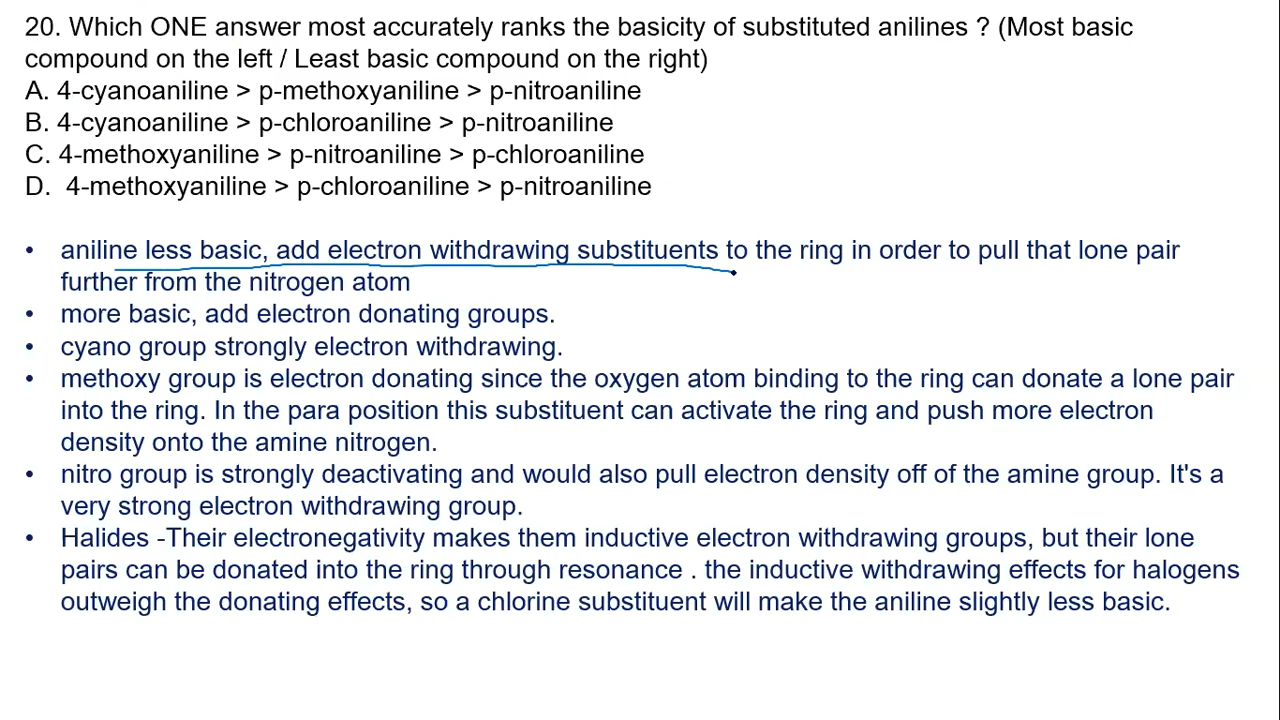 20. Which ONE answer most accurately ranks the basicity of substituted anilines ? (Most basic
compound on the left / Least basic compound on the right)
A. 4-cyanoaniline > p-methoxyaniline > p-nitroaniline
B. 4-cyanoaniline > p-chloroaniline > p-nitroaniline
C. 4-methoxyaniline > p-nitroaniline > p-chloroaniline
D.  4-methoxyaniline > p-chloroaniline > p-nitroaniline
• aniline less basic, add electron withdrawing substituents to the ring in order to pull that lone pair
further from the nitrogen atom
• more basic, add electron donating groups.
• cyano group strongly electron withdrawing.
• methoxy group is electron donating since the oxygen atom binding to the ring can donate a lone pair
into the ring. In the para position this substituent can activate the ring and push more electron
density onto the amine nitrogen.
• nitro group is strongly deactivating and would also pull electron density off of the amine group. It's a
very strong electron withdrawing group.
• Halides -Their electronegativity makes them inductive electron withdrawing groups, but their lone
pairs can be donated into the ring through resonance . the inductive withdrawing effects for halogens
outweigh the donating effects, so a chlorine substituent will make the aniline slightly less basic.